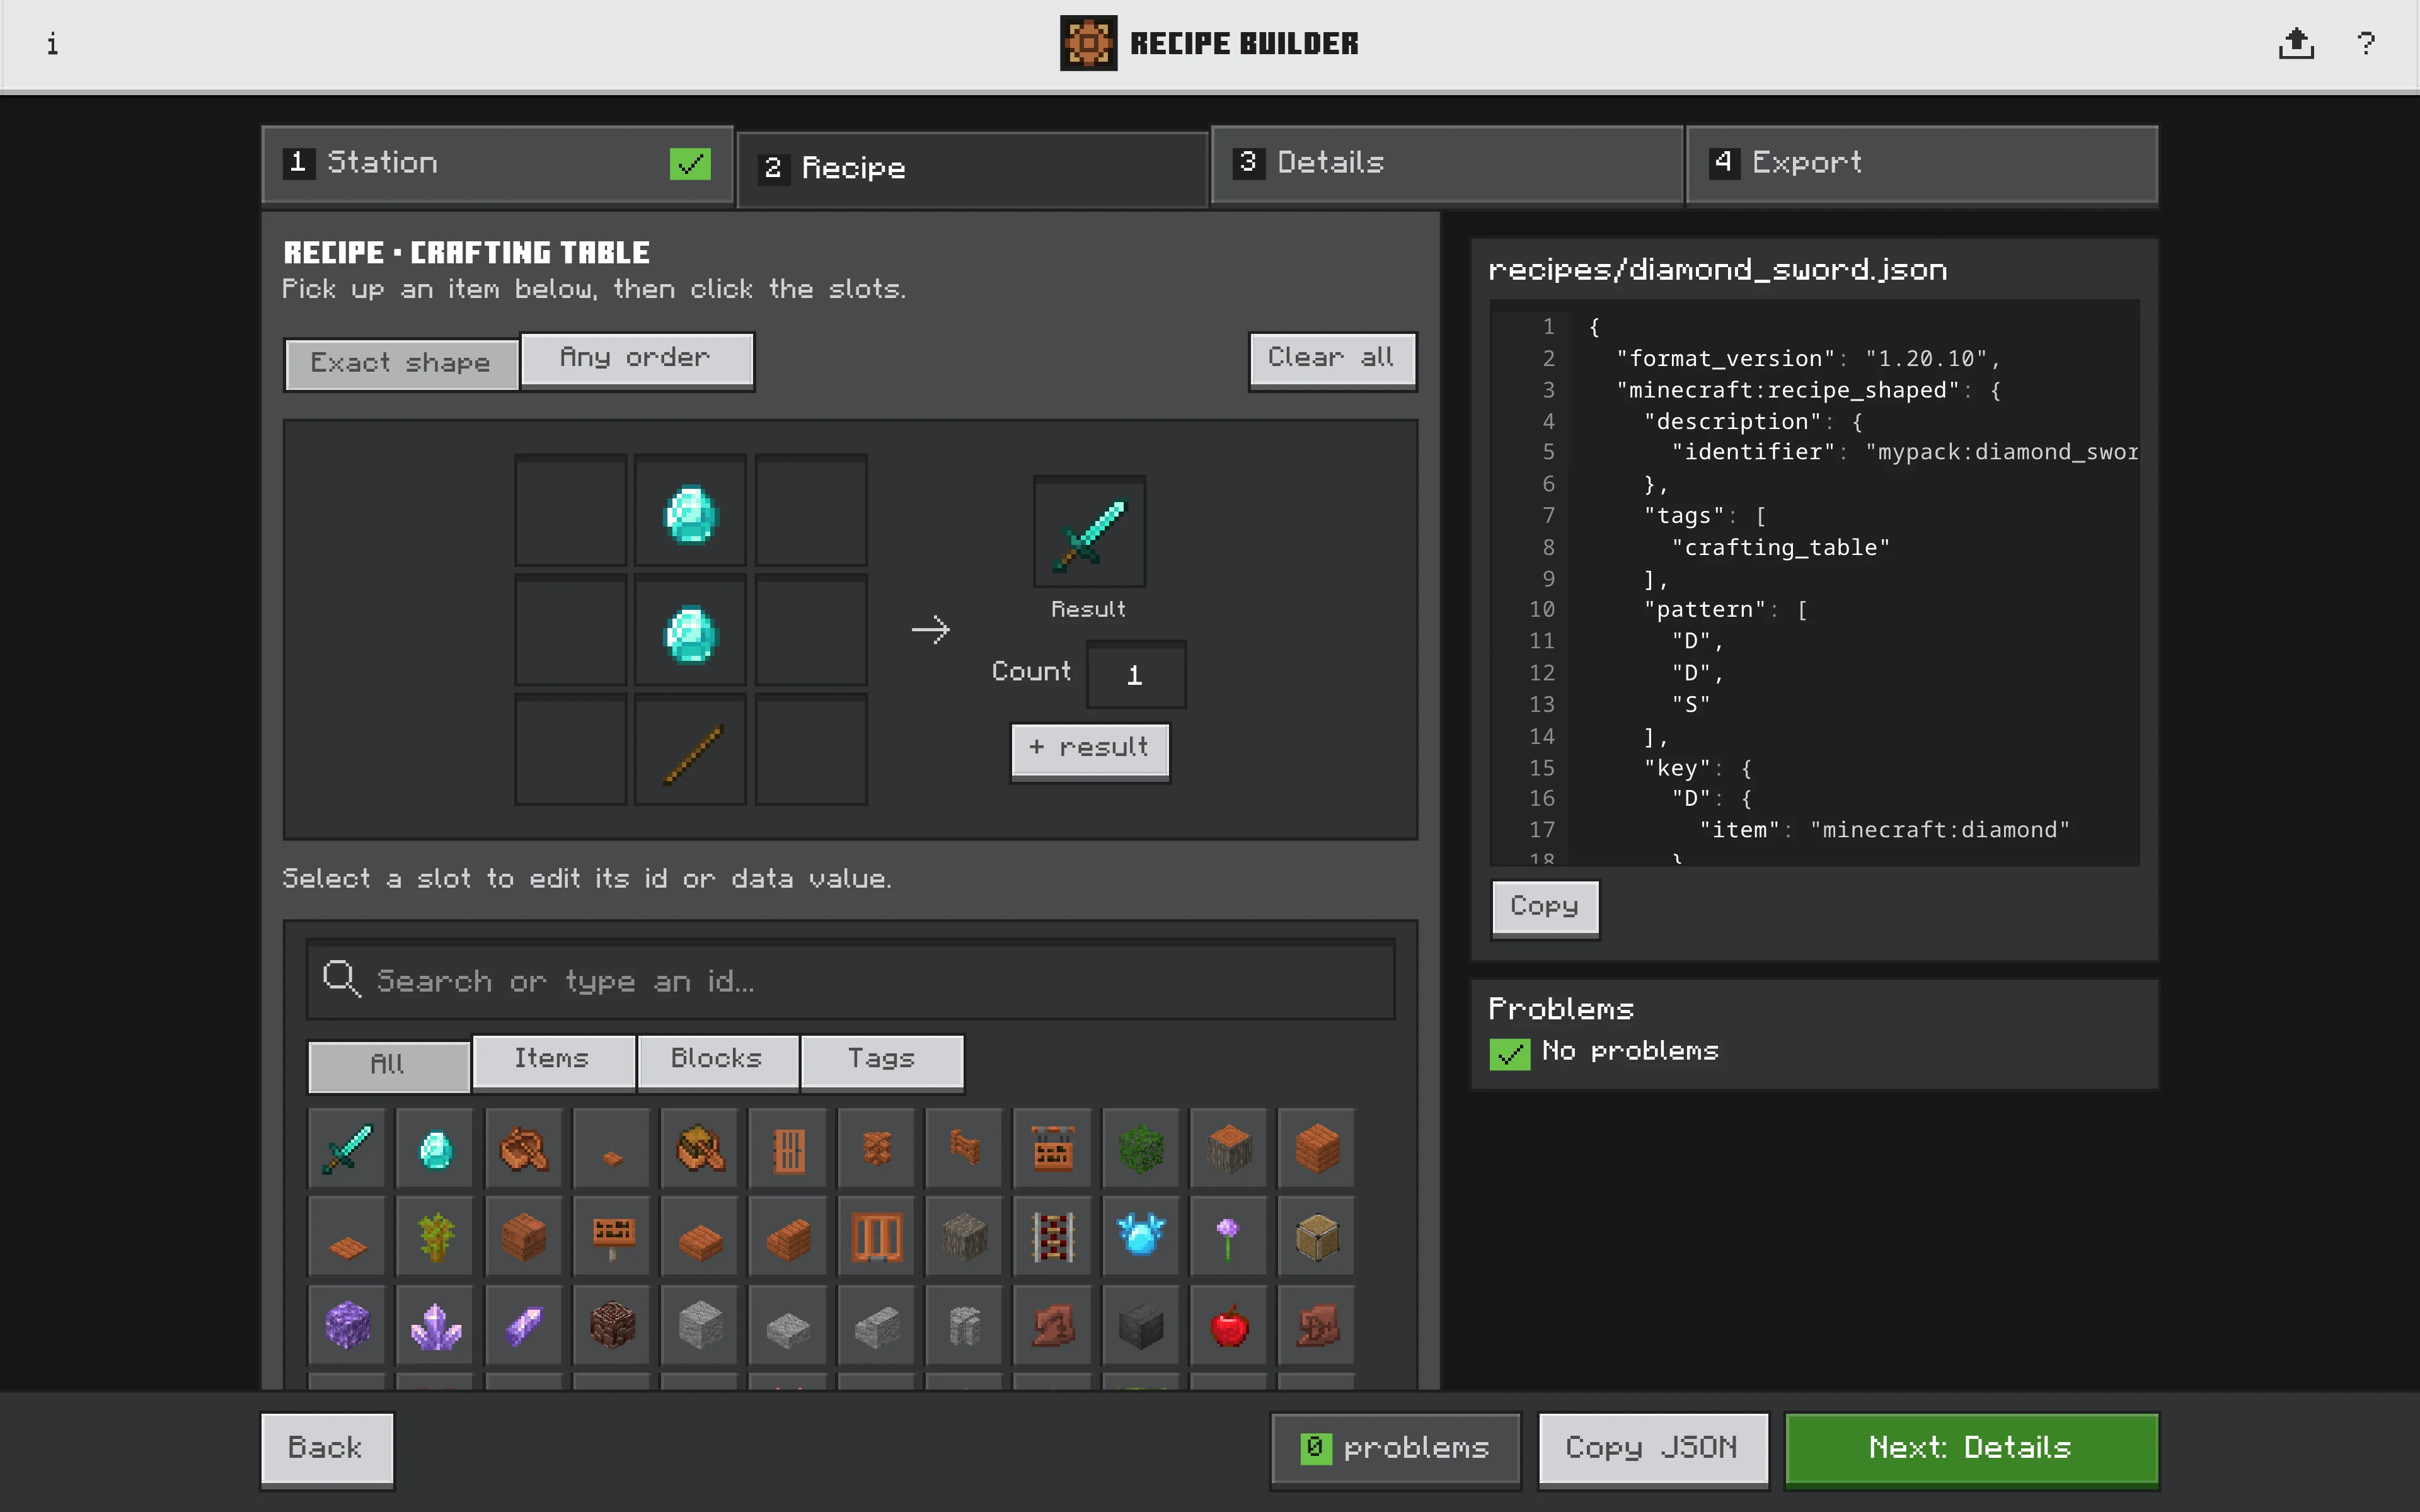 i
RECIPE BUILDER
?
1 Station
2 Recipe
3 Details
4 Export
RECIPE · CRAFTING TABLE
Pick up an item below, then click the slots.
Exact shape
Any order
Clear all
Result
Count 1
+ result
Select a slot to edit its id or data value.
Search or type an id...
All
Items
Blocks
Tags
recipes/diamond_sword.json
1 {
2 "format_version": "1.20.10",
3 "minecraft:recipe_shaped": {
4 "description": {
5 "identifier": "mypack:diamond_swor
6 },
7 "tags": [
8 "crafting_table"
9 ],
10 "pattern": [
11 "D",
12 "D",
13 "S"
14 ],
15 "key": {
16 "D": {
17 "item": "minecraft:diamond"
18 }
Copy
Problems
No problems
Back
0 problems
Copy JSON
Next: Details